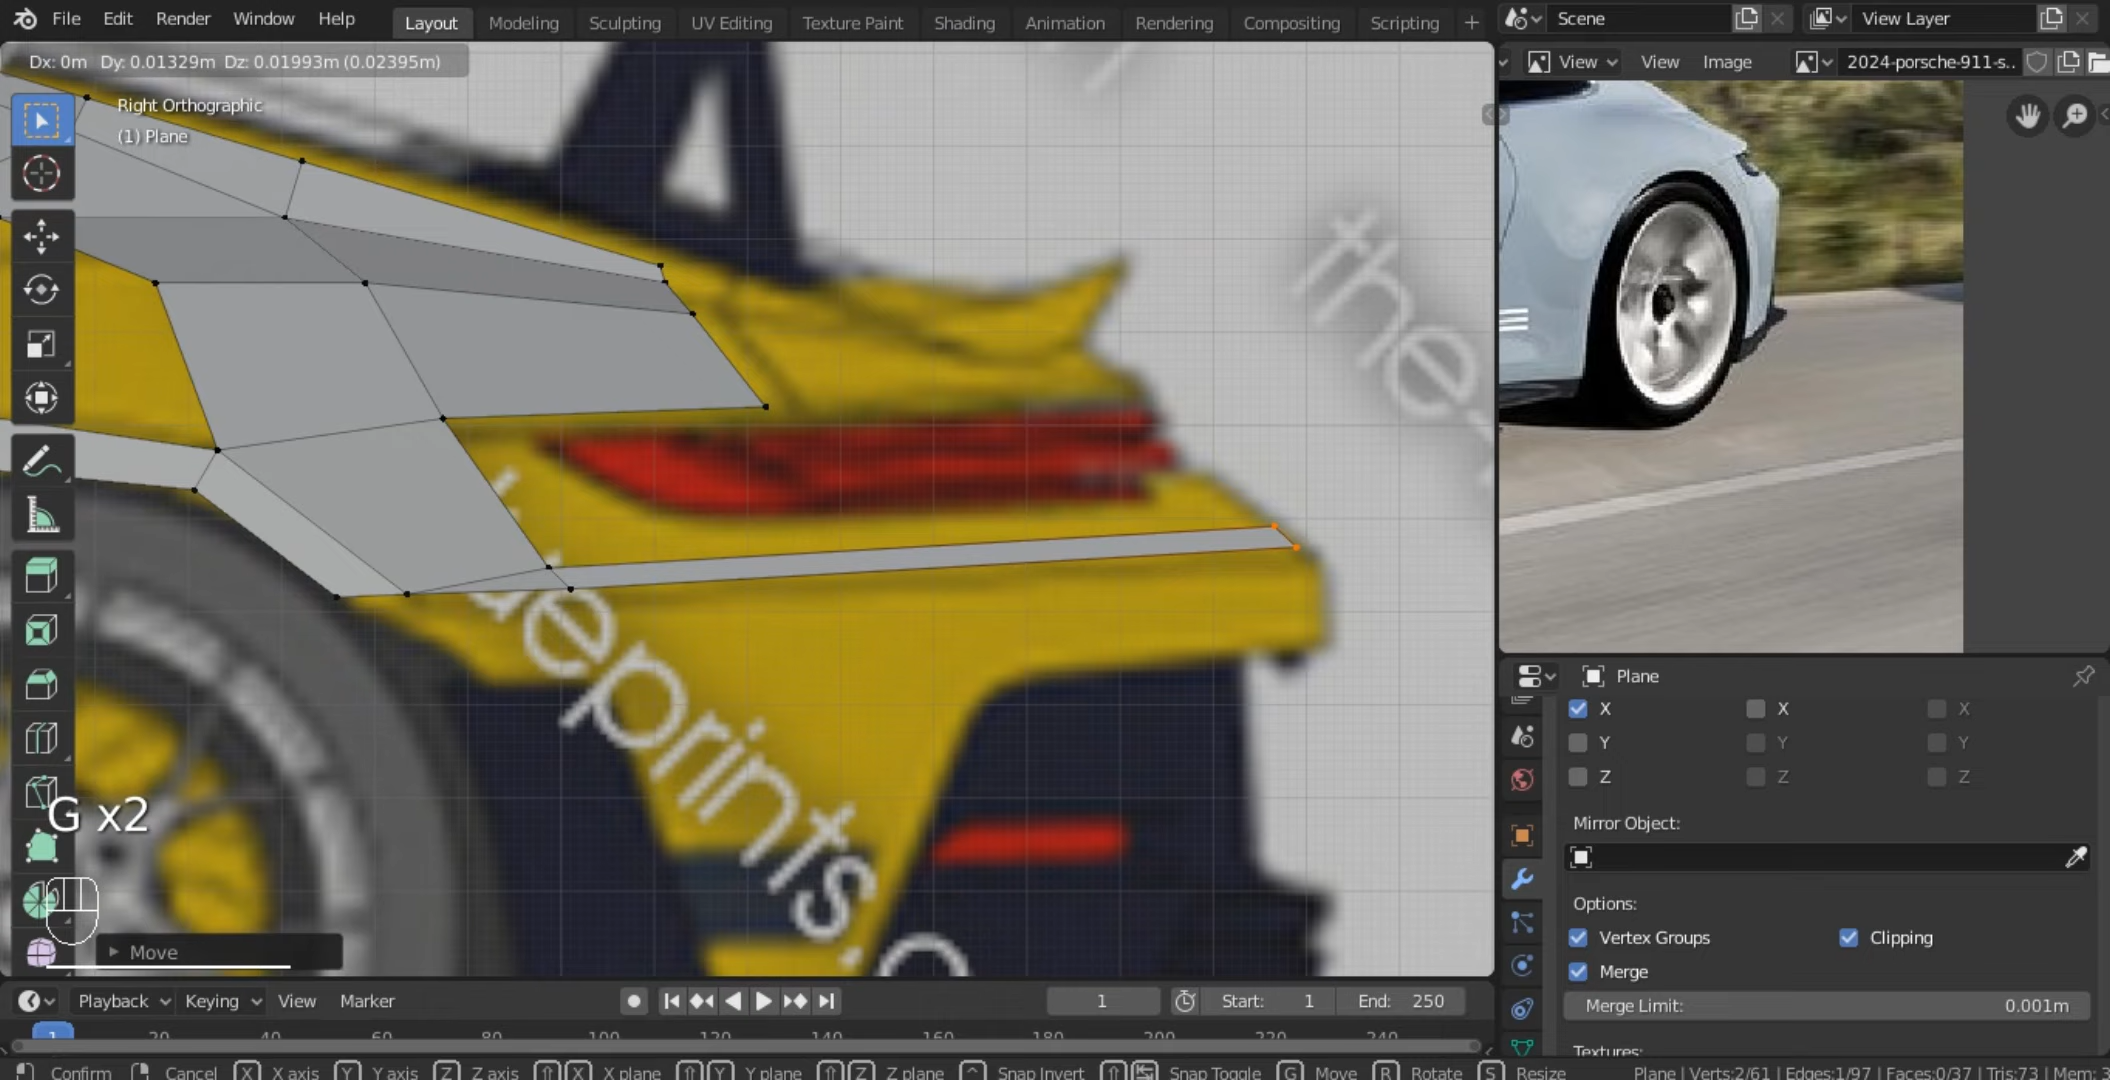 File Edit Render Window Help
Layout Modeling Sculpting UV Editing Texture Paint Shading Animation Rendering Compositing Scripting +
Scene
View Layer
Dx: 0m Dy: 0.01329m Dz: 0.01993m (0.02395m)
View View Image 2024-porsche-911-s..
Right Orthographic
(1) Plane
the-
ueprints.
G x2
Move
Plane
X X X
Y Y Y
Z Z Z
Mirror Object:
Options:
Vertex Groups Clipping
Merge
Merge Limit: 0.001m
Textures:
Playback Keying View Marker
1 Start: 1 End: 250
1 20 40 60 80 100 120 140 160 180 200 220 240
Confirm Cancel X X axis Y Y axis Z Z axis X X plane Y Y plane Z Z plane ^ Snap Invert Snap Toggle G Move R Rotate S Resize
Plane | Verts:2/61 | Edges:1/97 | Faces:0/37 | Tris:73 | Mem: 3